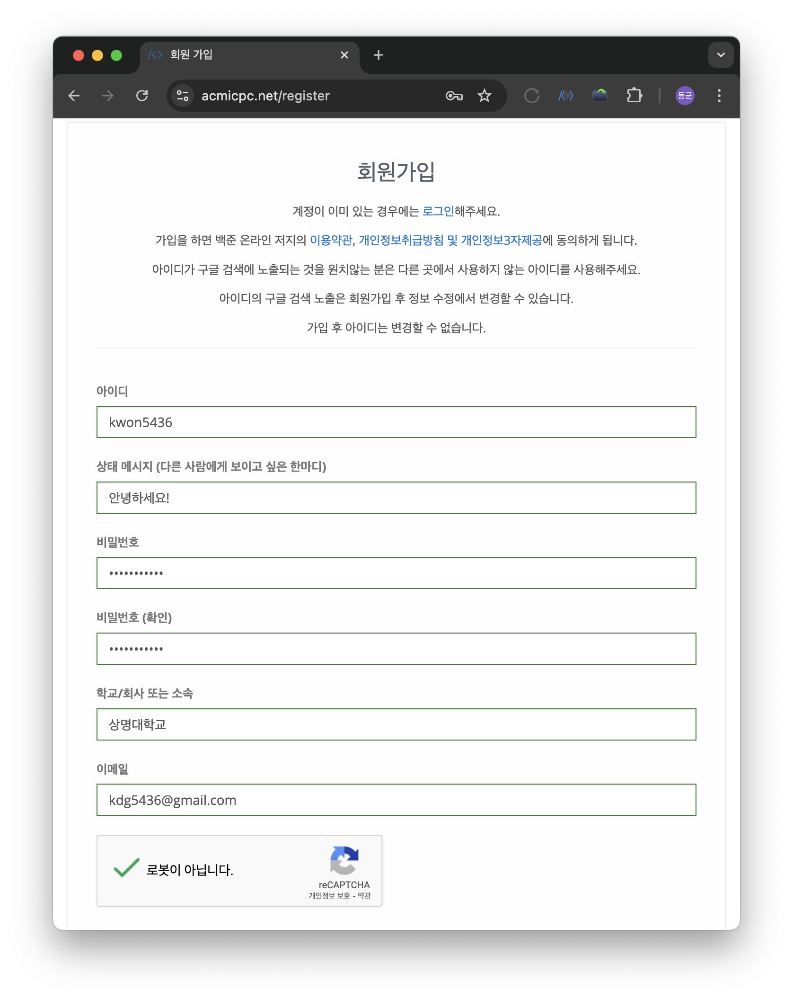 회원 가입
acmicpc.net/register
동균
회원가입
계정이 이미 있는 경우에는 로그인해주세요.
가입을 하면 백준 온라인 저지의 이용약관, 개인정보취급방침 및 개인정보3자제공에 동의하게 됩니다.
아이디가 구글 검색에 노출되는 것을 원치않는 분은 다른 곳에서 사용하지 않는 아이디를 사용해주세요.
아이디의 구글 검색 노출은 회원가입 후 정보 수정에서 변경할 수 있습니다.
가입 후 아이디는 변경할 수 없습니다.
아이디
kwon5436
상태 메시지 (다른 사람에게 보이고 싶은 한마디)
안녕하세요!
비밀번호
•••••••••••
비밀번호 (확인)
•••••••••••
학교/회사 또는 소속
상명대학교
이메일
kdg5436@gmail.com
로봇이 아닙니다.
reCAPTCHA
개인정보 보호 - 약관